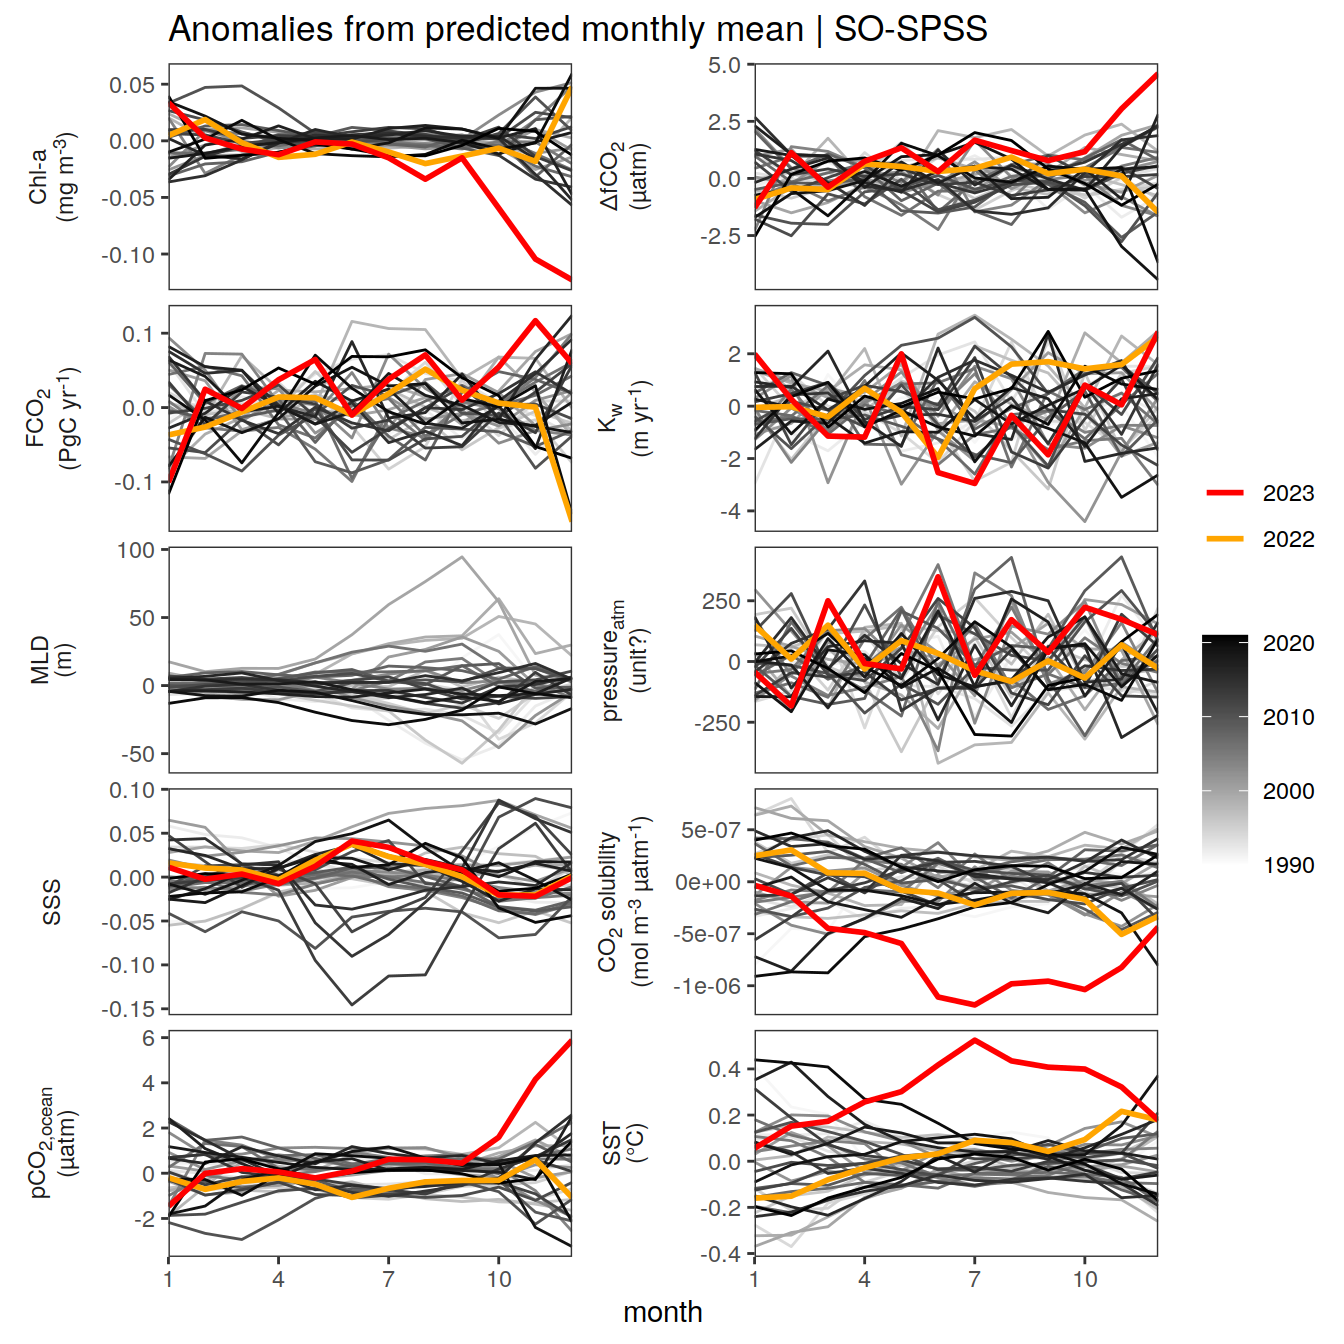 Anomalies from predicted monthly mean | SO-SPSS
Chl-a
(mg m-3)
0.05
0.00
-0.05
-0.10
ΔfCO2
(µatm)
5.0
2.5
0.0
-2.5
FCO2
(PgC yr-1)
0.1
0.0
-0.1
Kw
(m yr-1)
2
0
-2
-4
MLD
(m)
100
50
0
-50
pressureatm
(unit?)
250
0
-250
SSS
0.10
0.05
0.00
-0.05
-0.10
-0.15
CO2 solubility
(mol m-3 µatm-1)
5e-07
0e+00
-5e-07
-1e-06
pCO2,ocean
(µatm)
6
4
2
0
-2
SST
(°C)
0.4
0.2
0.0
-0.2
-0.4
1 4 7 10
1 4 7 10
month
2023
2022
2020
2010
2000
1990